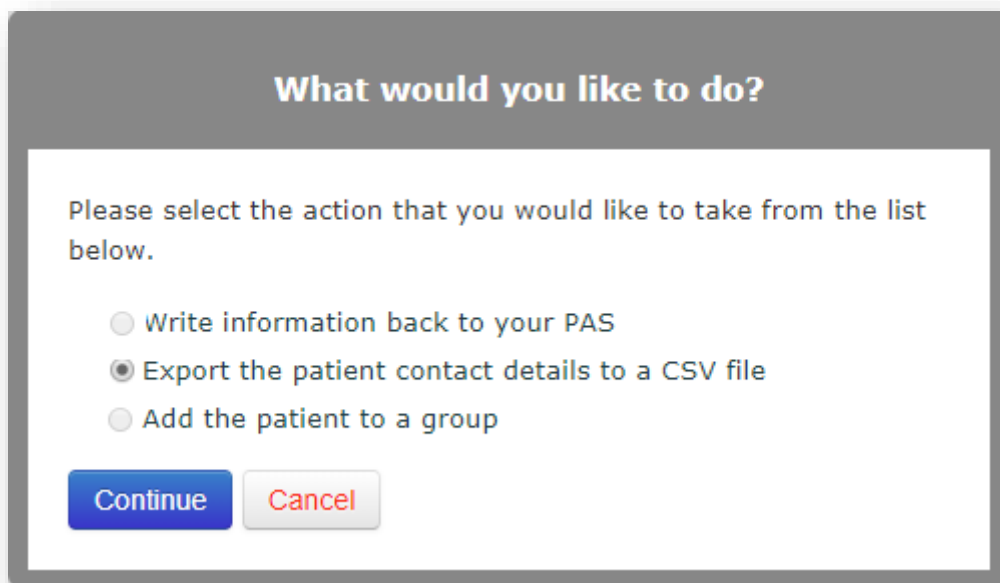 What would you like to do?
Please select the action that you would like to take from the list
below.
Write information back to your PAS
Export the patient contact details to a CSV file
Add the patient to a group
Continue Cancel